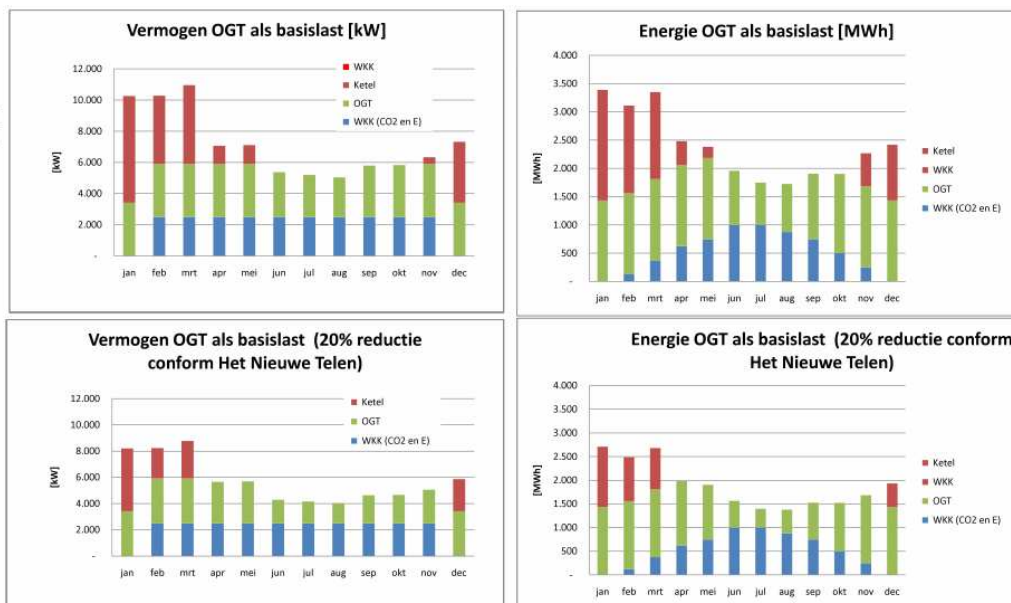 Vermogen OGT als basislast [kW]
12.000
10.000
8.000
6.000
4.000
2.000
-
[kW]
WKK
Ketel
OGT
WKK (CO2 en E)
jan feb mrt apr mei jun jul aug sep okt nov dec
Energie OGT als basislast [MWh]
4.000
3.500
3.000
2.500
2.000
1.500
1.000
500
-
[MWh]
Ketel
WKK
OGT
WKK (CO2 en E)
jan feb mrt apr mei jun jul aug sep okt nov dec
Vermogen OGT als basislast (20% reductie
conform Het Nieuwe Telen)
12.000
10.000
8.000
6.000
4.000
2.000
-
[kW]
Ketel
OGT
WKK (CO2 en E)
jan feb mrt apr mei jun jul aug sep okt nov dec
Energie OGT als basislast (20% reductie conform
Het Nieuwe Telen)
4.000
3.500
3.000
2.500
2.000
1.500
1.000
500
-
[MWh]
Ketel
WKK
OGT
WKK (CO2 en E)
jan feb mrt apr mei jun jul aug sep okt nov dec